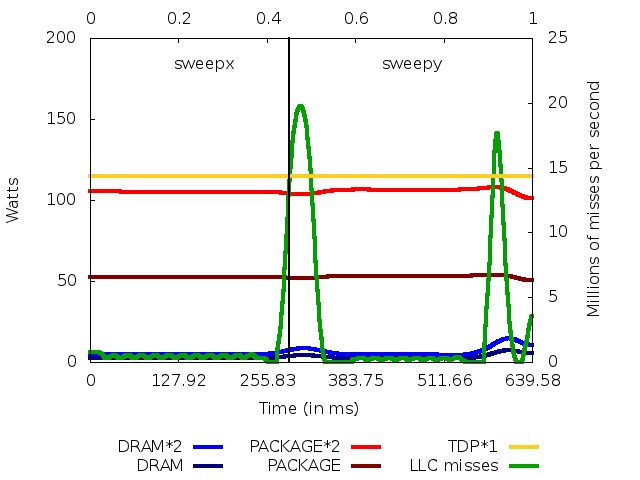 0 0.2 0.4 0.6 0.8 1
200 25
sweepx sweepy
20
150
15
100
10
50
5
0 0
Watts
Millions of misses per second
0 127.92 255.83 383.75 511.66 639.58
Time (in ms)
DRAM*2 PACKAGE*2 TDP*1
DRAM PACKAGE LLC misses